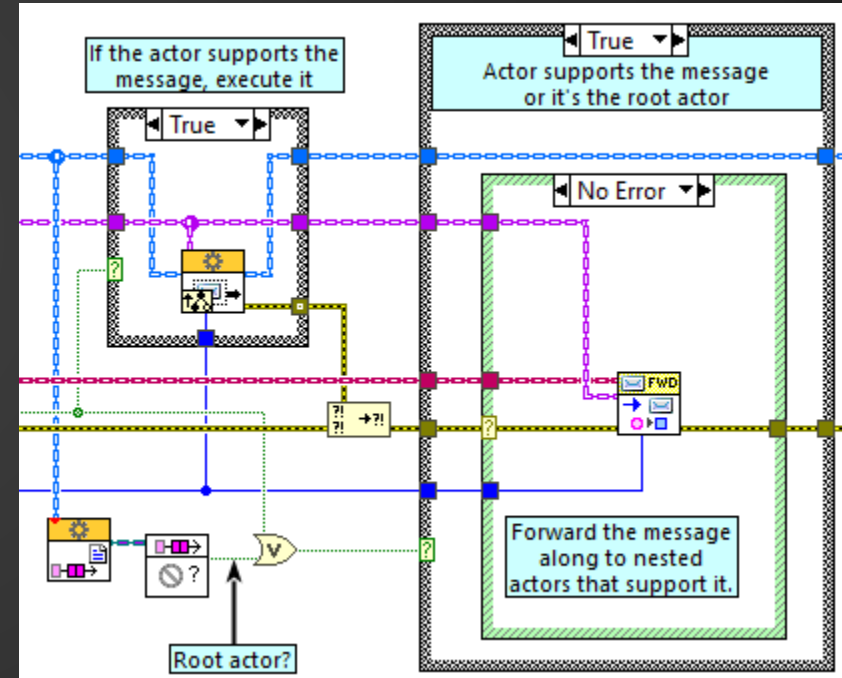 If the actor supports the
message, execute it
True
True
Actor supports the message
or it's the root actor
No Error
?
FWD
?!
?!
→?!
?
?
?
V
Forward the message
along to nested
actors that support it.
Root actor?